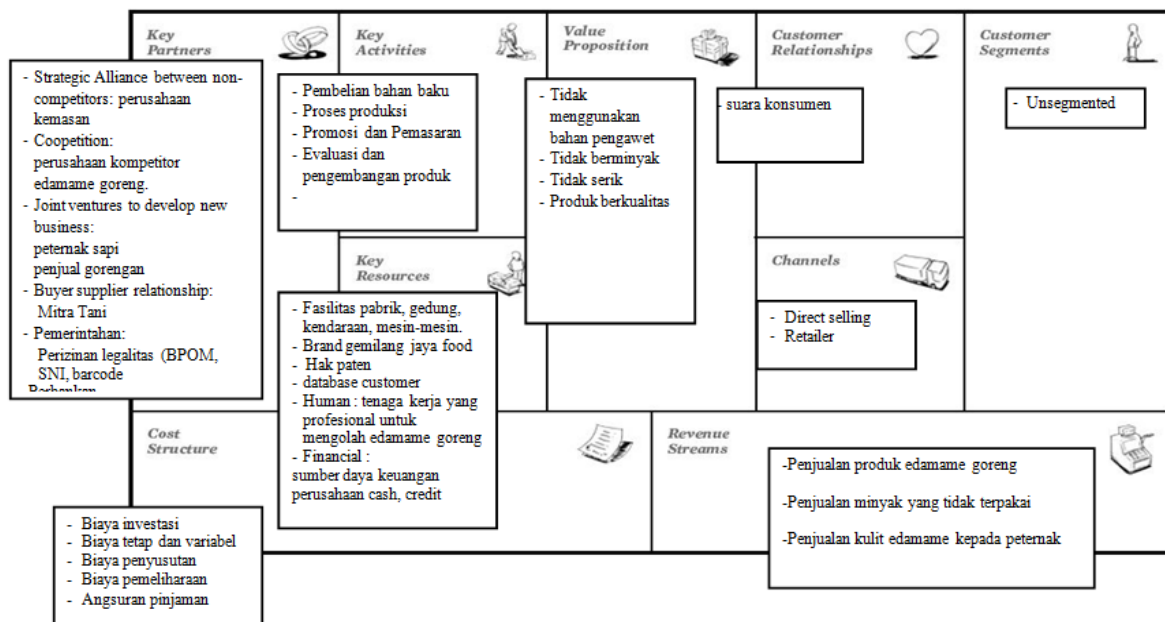 Key
Partners
- Strategic Alliance between non-
competitors: perusahaan
kemasan
- Coopetition:
perusahaan kompetitor
edamame goreng.
- Joint ventures to develop new
business:
peternak sapi
penjual gorengan
- Buyer supplier relationship:
Mitra Tani
- Pemerintahan:
Perizinan legalitas (BPOM,
SNI, barcode
Key
Activities
- Pembelian bahan baku
- Proses produksi
- Promosi dan Pemasaran
- Evaluasi dan
pengembangan produk
-
Key
Resources
- Fasilitas pabrik, gedung,
kendaraan, mesin-mesin.
- Brand gemilang jaya food
- Hak paten
- database customer
- Human : tenaga kerja yang
profesional untuk
mengolah edamame goreng
- Financial :
sumber daya keuangan
perusahaan cash, credit
Value
Proposition
- Tidak
menggunakan
bahan pengawet
- Tidak berminyak
- Tidak serik
- Produk berkualitas
Customer
Relationships
- suara konsumen
Channels
- Direct selling
- Retailer
Customer
Segments
- Unsegmented
Cost
Structure
- Biaya investasi
- Biaya tetap dan variabel
- Biaya penyusutan
- Biaya pemeliharaan
- Angsuran pinjaman
Revenue
Streams
-Penjualan produk edamame goreng
-Penjualan minyak yang tidak terpakai
-Penjualan kulit edamame kepada peternak